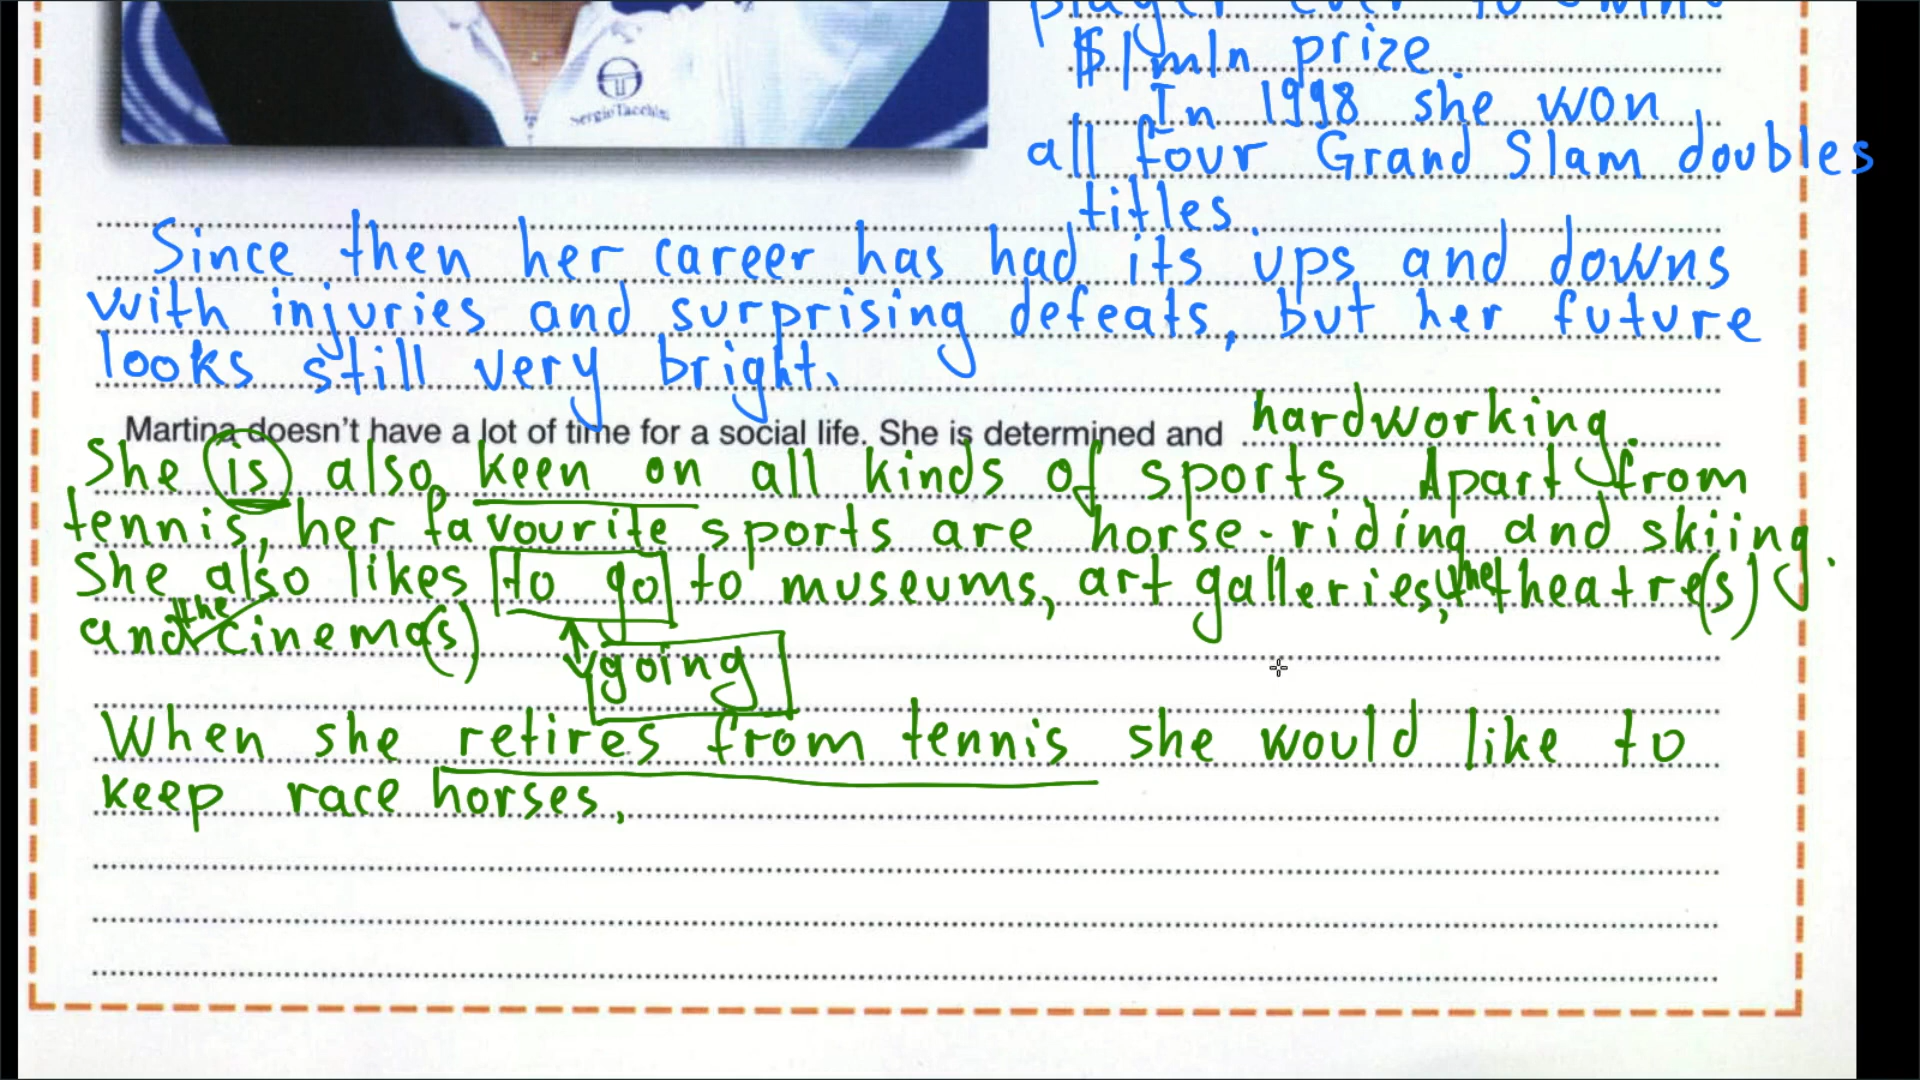 player ever to win
$1mln prize.
In 1998 she won
all four Grand Slam doubles
titles.
SergioTacchini
Since then her career has had its ups and downs
with injuries and surprising defeats, but her future
looks still very bright.
Martina doesn't have a lot of time for a social life. She is determined and hardworking.
She is also keen on all kinds of sports. Apart from
tennis, her favourite sports are horse-riding and skiing.
She also likes to go to museums, art galleries, the theatre(s)
and the cinema(s)
going
When she retires from tennis she would like to
keep race horses.